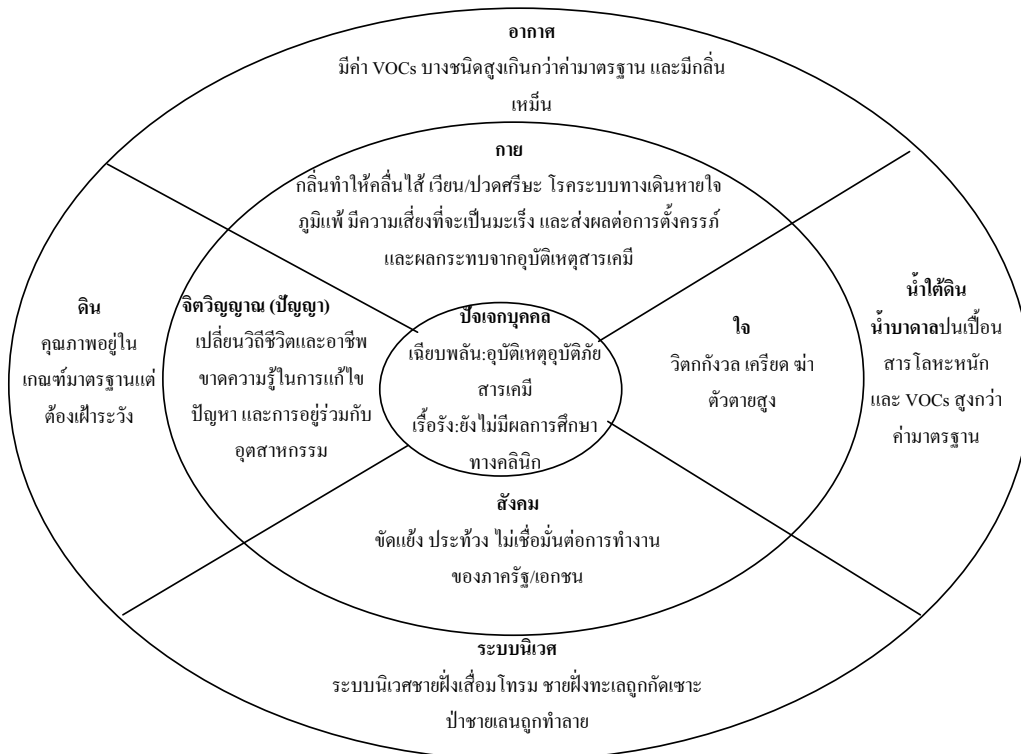 อากาศ
มีค่า VOCs บางชนิดสูงเกินกว่าค่ามาตรฐาน และมีกลิ่น
เหม็น
กาย
กลิ่นทำให้คลื่นไส้ เวียน/ปวดศรีษะ โรคระบบทางเดินหายใจ
ภูมิแพ้ มีความเสี่ยงที่จะเป็นมะเร็ง และส่งผลต่อการตั้งครรภ์
และผลกระทบจากอุบัติเหตุสารเคมี
ดิน
คุณภาพอยู่ใน
เกณฑ์มาตรฐานแต่
ต้องเฝ้าระวัง
จิตวิญญาณ (ปัญญา)
เปลี่ยนวิถีชีวิตและอาชีพ
ขาดความรู้ในการแก้ไข
ปัญหา และการอยู่ร่วมกับ
อุตสาหกรรม
ปัจเจกบุคคล
เฉียบพลัน:อุบัติเหตุอุบัติภัย
สารเคมี
เรื้อรัง:ยังไม่มีผลการศึกษา
ทางคลินิก
ใจ
วิตกกังวล เครียด ฆ่า
ตัวตายสูง
น้ำใต้ดิน
น้ำบาดาลปนเปื้อน
สารโลหะหนัก
และ VOCs สูงกว่า
ค่ามาตรฐาน
สังคม
ขัดแย้ง ประท้วง ไม่เชื่อมั่นต่อการทำงาน
ของภาครัฐ/เอกชน
ระบบนิเวศ
ระบบนิเวศชายฝั่งเสื่อมโทรม ชายฝั่งทะเลถูกกัดเซาะ
ป่าชายเลนถูกทำลาย